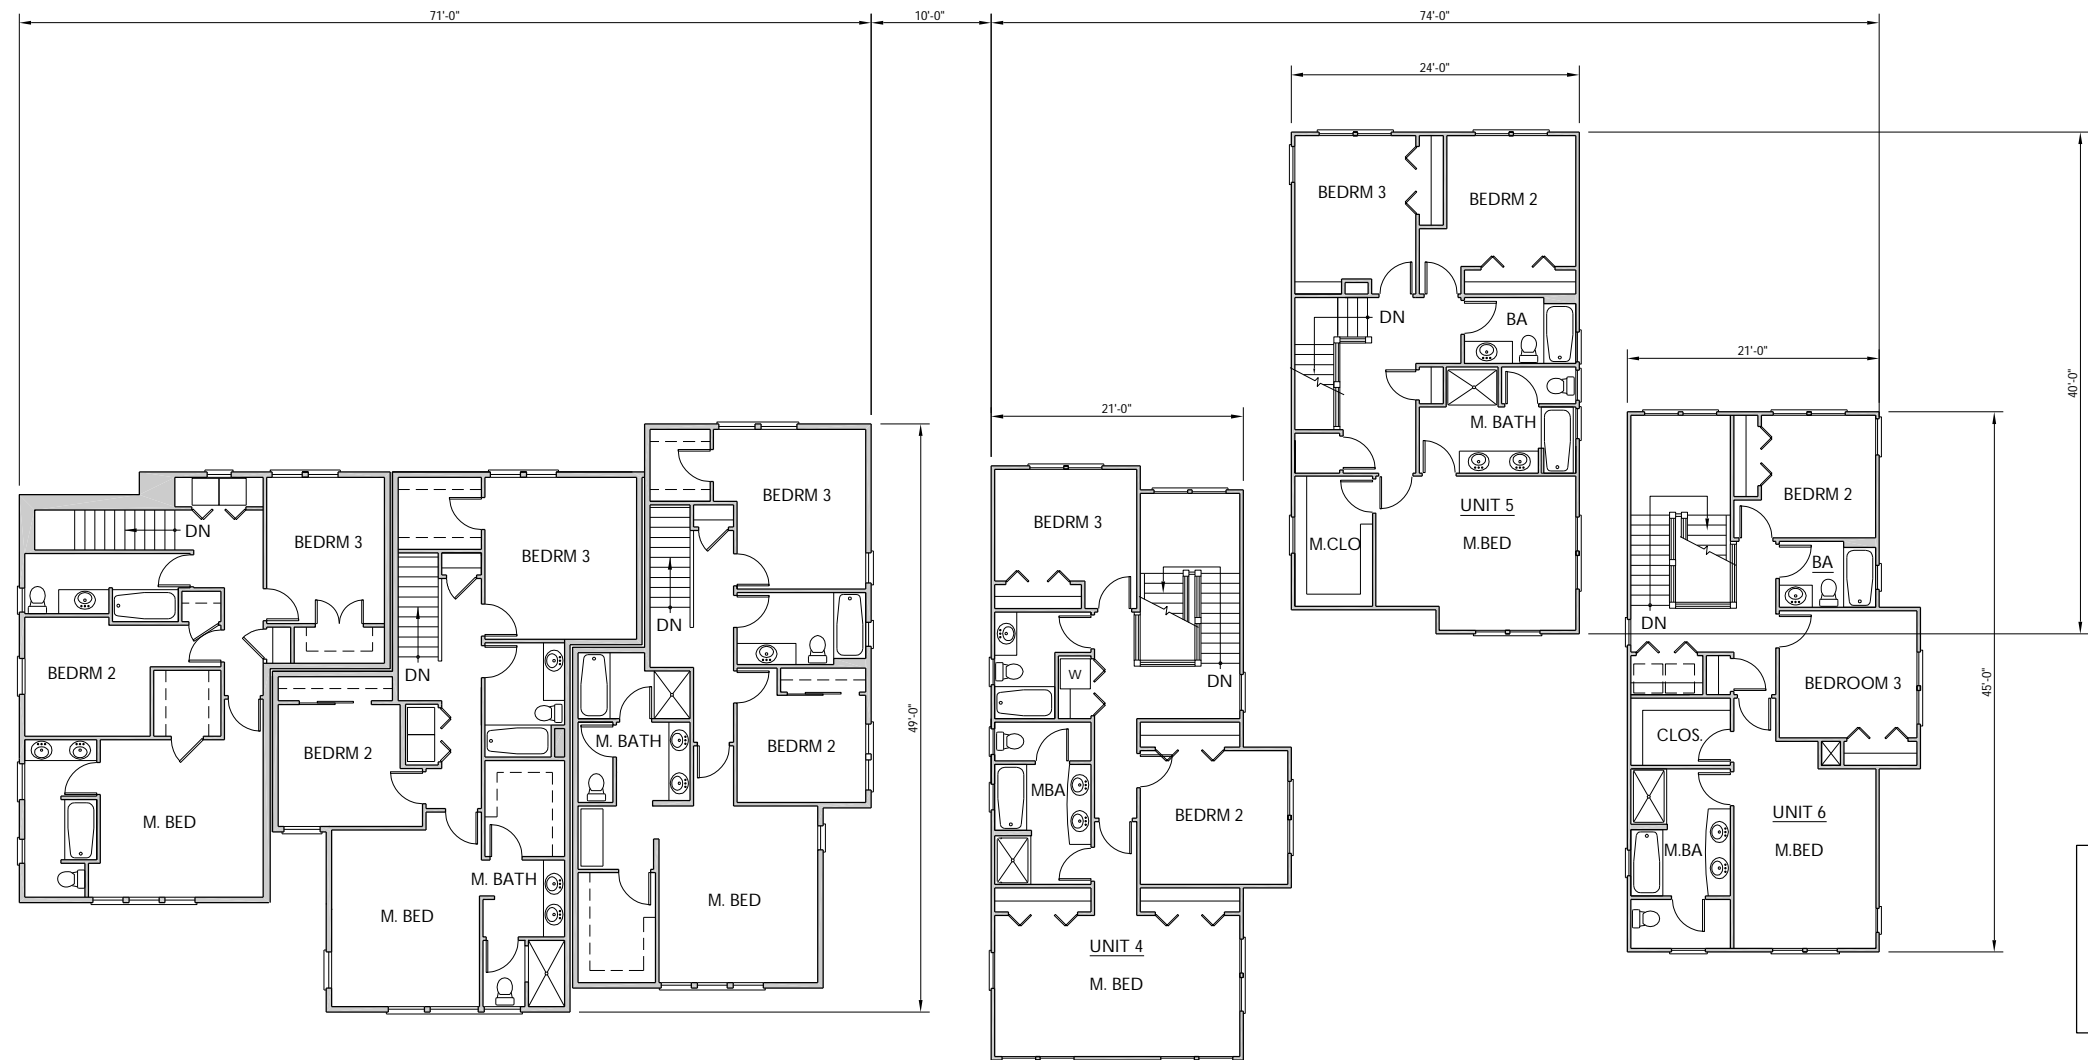 71'-0"
10'-0"
74'-0"
24'-0"
BEDRM 3
BEDRM 2
DN
BA
M. BATH
UNIT 5
M.BED
M.CLO
40'-0"
21'-0"
BEDRM 2
BA
DN
BEDROOM 3
CLOS.
UNIT 6
M.BED
M.BA
45'-0"
21'-0"
BEDRM 3
DN
W
MBA
BEDRM 2
UNIT 4
M. BED
BEDRM 3
DN
M. BATH
BEDRM 2
M. BED
49'-0"
BEDRM 3
DN
BEDRM 2
M. BATH
M. BED
DN
BEDRM 3
BEDRM 2
M. BED